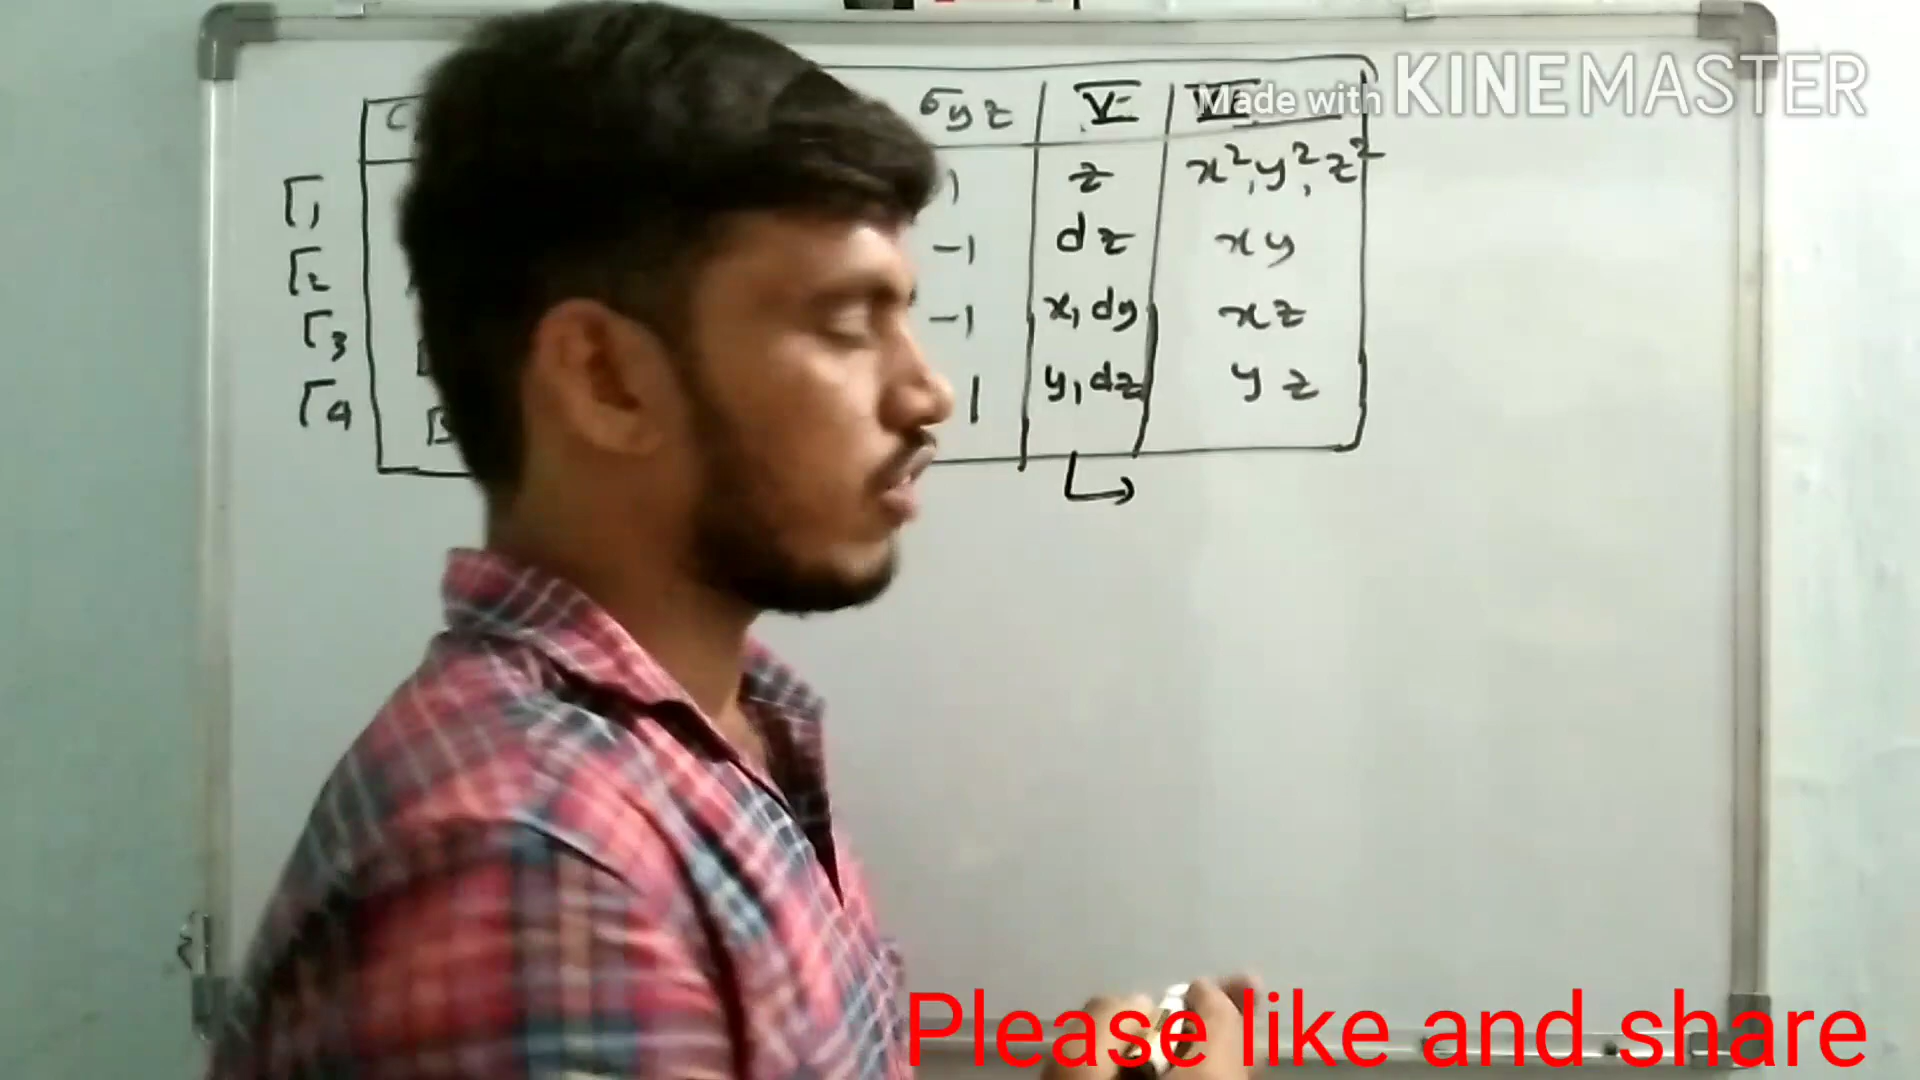 Made with KINEMASTER
C σyz V VI
Γ1 1 z x², y², z²
Γ2 -1 dz xy
Γ3 -1 x, dy xz
Γ4 B 1 y, dz yz
Please like and share